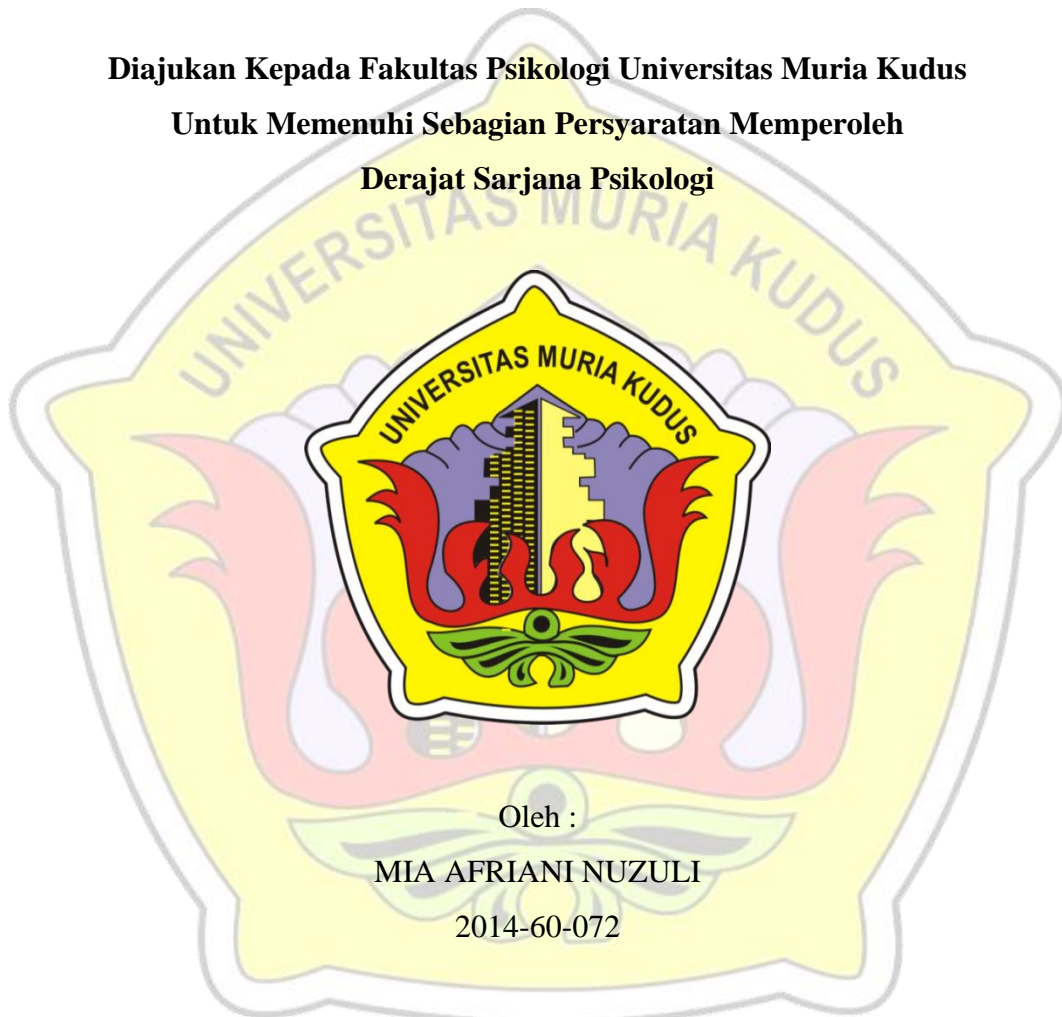 Diajukan Kepada Fakultas Psikologi Universitas Muria Kudus
Untuk Memenuhi Sebagian Persyaratan Memperoleh
Derajat Sarjana Psikologi
UNIVERSITAS MURIA KUDUS
UNIVERSITAS MURIA KUDUS
Oleh :
MIA AFRIANI NUZULI
2014-60-072